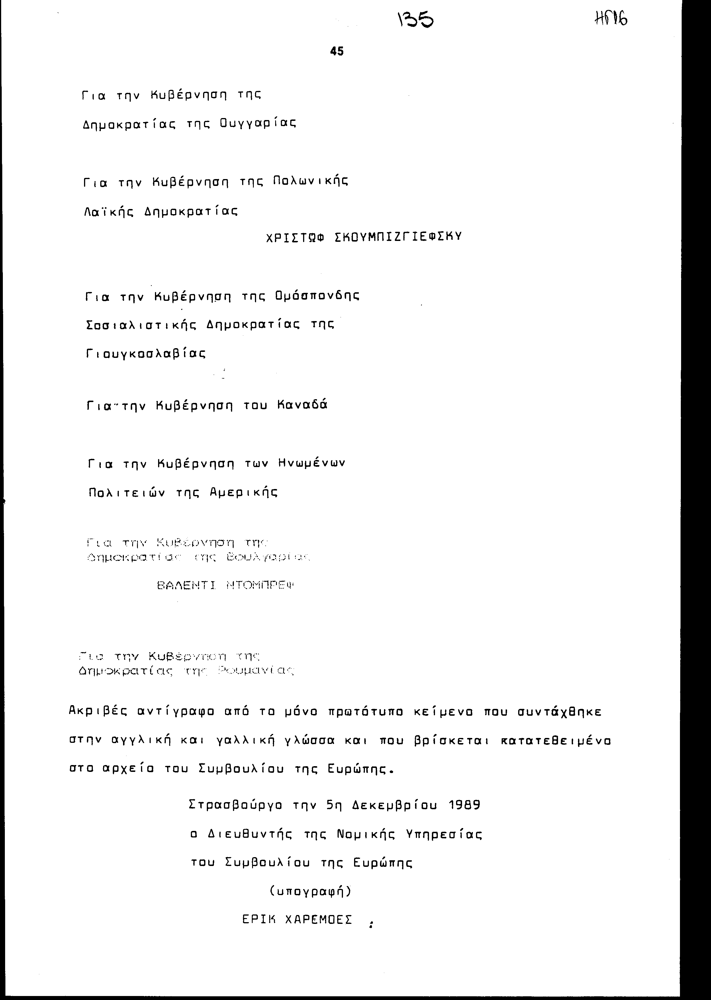 135
45
Για την Κυβέρνηση της
Δημοκρατίας της Ουγγαρίας
Για την Κυβέρνηση της Πολωνικής
Λαϊκής Δημοκρατίας
ΧΡΙΣΤΩΦ ΣΚΟΥΜΠΙΖΓΙΕΦΣΚΥ
Για την Κυβέρνηση της Ομόσπονδης
Σοσιαλιστικής Δημοκρατίας της
Γιουγκοσλαβίας
Για την Κυβέρνηση του Καναδά
Για την Κυβέρνηση των Ηνωμένων
Πολιτειών της Αμερικής
Για την Κυβέρνηση της
Δημοκρατίας της Βουλγαρίας
ΒΑΛΕΝΤΙ ΝΤΟΜΠΡΕΦ
Για την Κυβέρνηση της
Δημοκρατίας της Ρουμανίας
Ακριβές αντίγραφο από το μόνο πρωτότυπο κείμενο που συντάχθηκε
στην αγγλική και γαλλική γλώσσα και που βρίσκεται κατατεθειμένο
στο αρχείο του Συμβουλίου της Ευρώπης.
Στρασβούργο την 5η Δεκεμβρίου 1989
ο Διευθυντής της Νομικής Υπηρεσίας
του Συμβουλίου της Ευρώπης
(υπογραφή)
ΕΡΙΚ ΧΑΡΕΜΟΕΣ